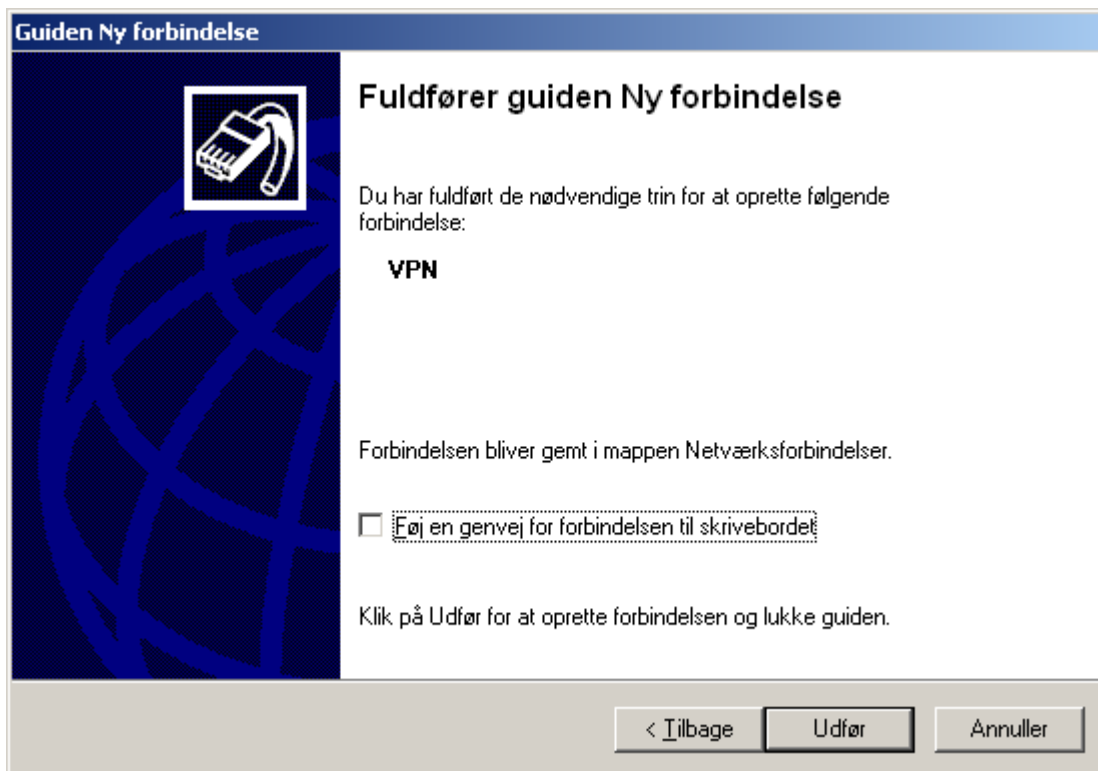 Guiden Ny forbindelse
Fuldfører guiden Ny forbindelse
Du har fuldført de nødvendige trin for at oprette følgende
forbindelse:
VPN
Forbindelsen bliver gemt i mappen Netværksforbindelser.
Føj en genvej for forbindelsen til skrivebordet
Klik på Udfør for at oprette forbindelsen og lukke guiden.
< Tilbage Udfør Annuller